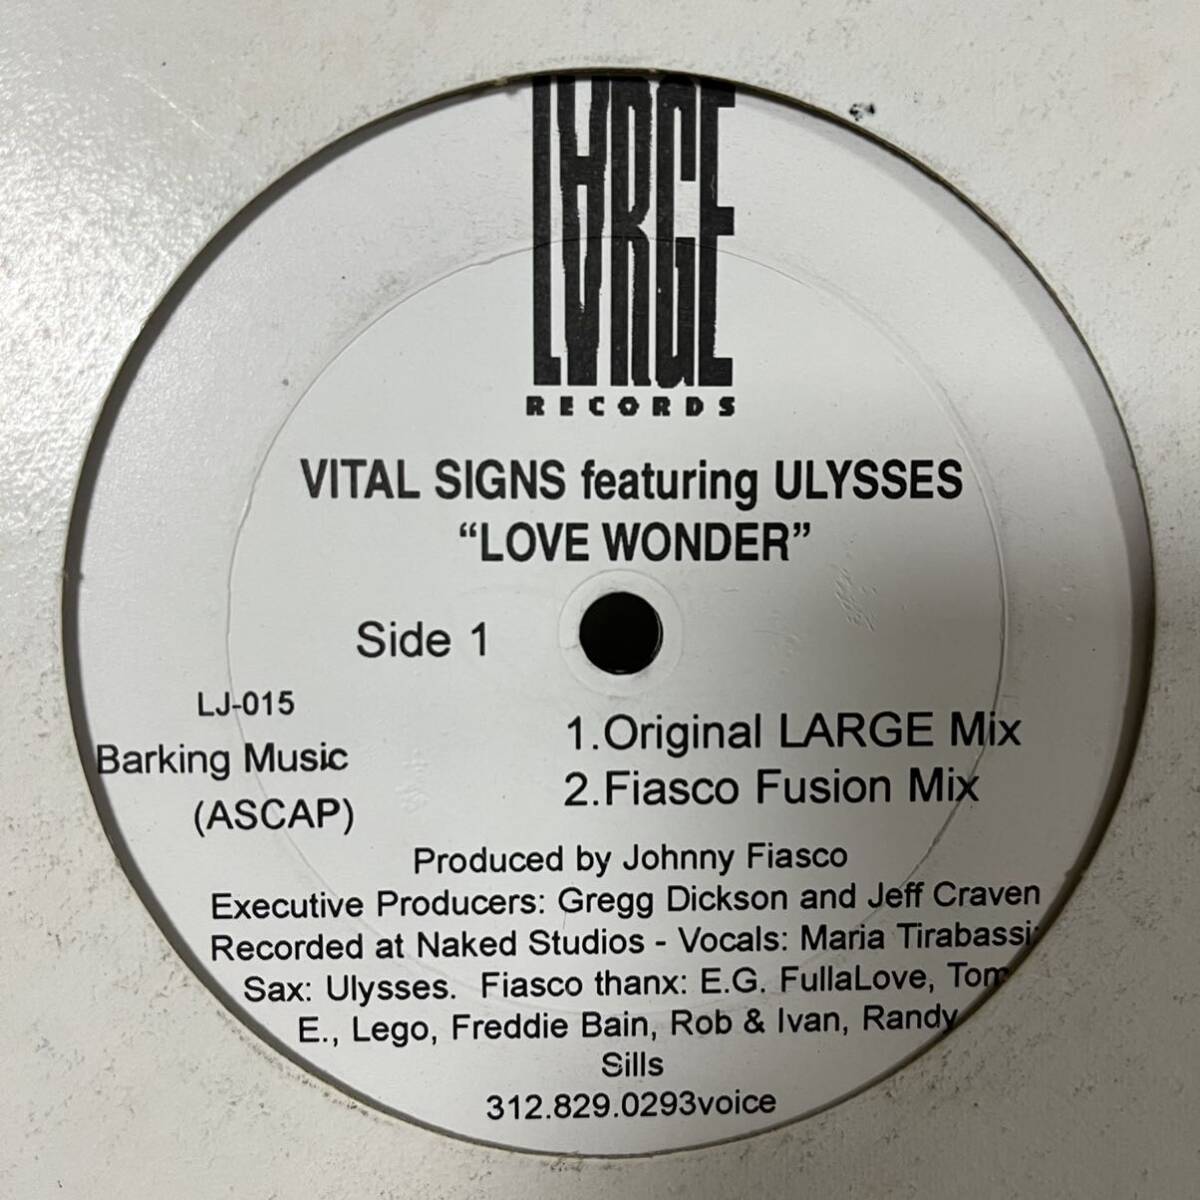 LARGE
RECORDS
VITAL SIGNS featuring ULYSSES
“LOVE WONDER”
Side 1
LJ-015
Barking Music
(ASCAP)
1.Original LARGE Mix
2.Fiasco Fusion Mix
Produced by Johnny Fiasco
Executive Producers: Gregg Dickson and Jeff Craven
Recorded at Naked Studios - Vocals: Maria Tirabassi
Sax: Ulysses. Fiasco thanx: E.G. FullaLove, Tom
E., Lego, Freddie Bain, Rob & Ivan, Randy
Sills
312.829.0293voice